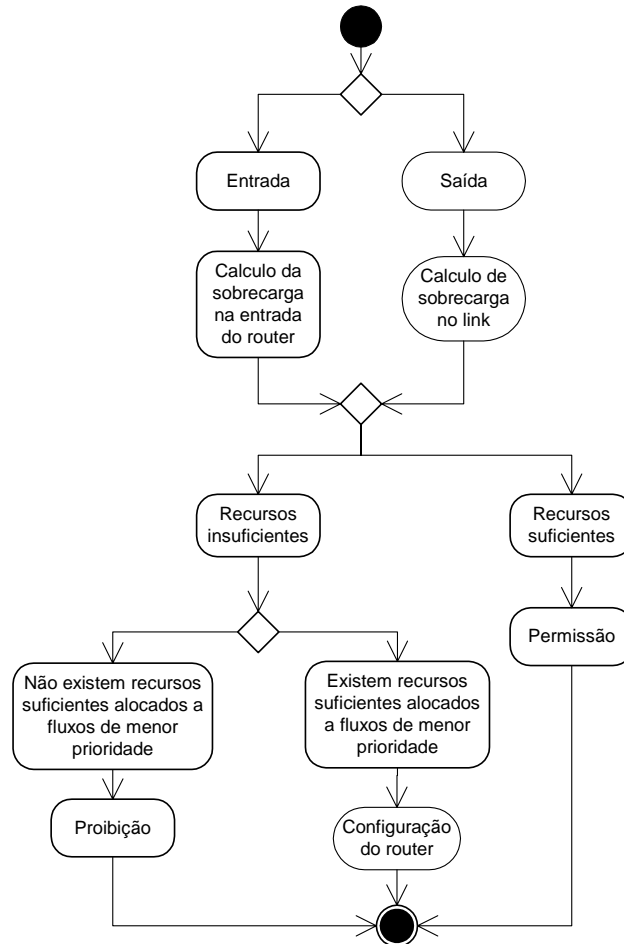 Entrada
Saída
Calculo da
sobrecarga
na entrada
do router
Calculo de
sobrecarga
no link
Recursos
insuficientes
Recursos
suficientes
Permissão
Não existem recursos
suficientes alocados a
fluxos de menor
prioridade
Existem recursos
suficientes alocados
a fluxos de menor
prioridade
Proibição
Configuração
do router